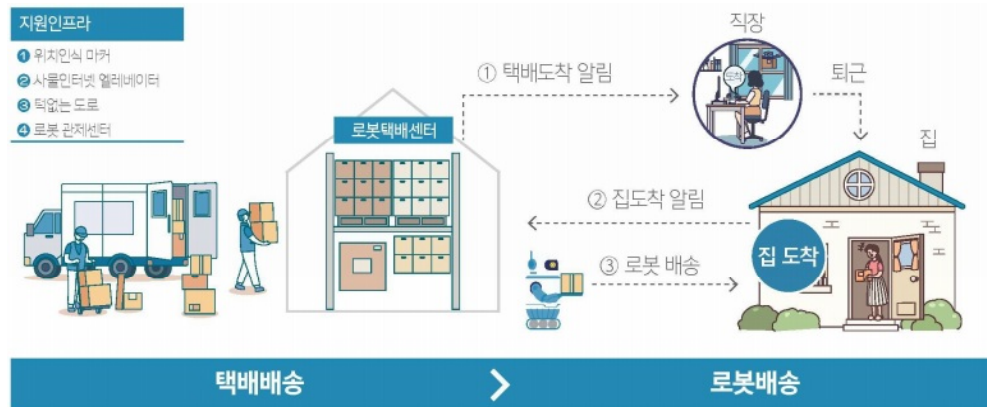 지원인프라
❶ 위치인식 마커
❷ 사물인터넷 엘레베이터
❸ 턱없는 도로
❹ 로봇 관제센터
로봇택배센터
① 택배도착 알림
직장
도착
퇴근
집
② 집도착 알림
집 도착
③ 로봇 배송
택배배송
로봇배송